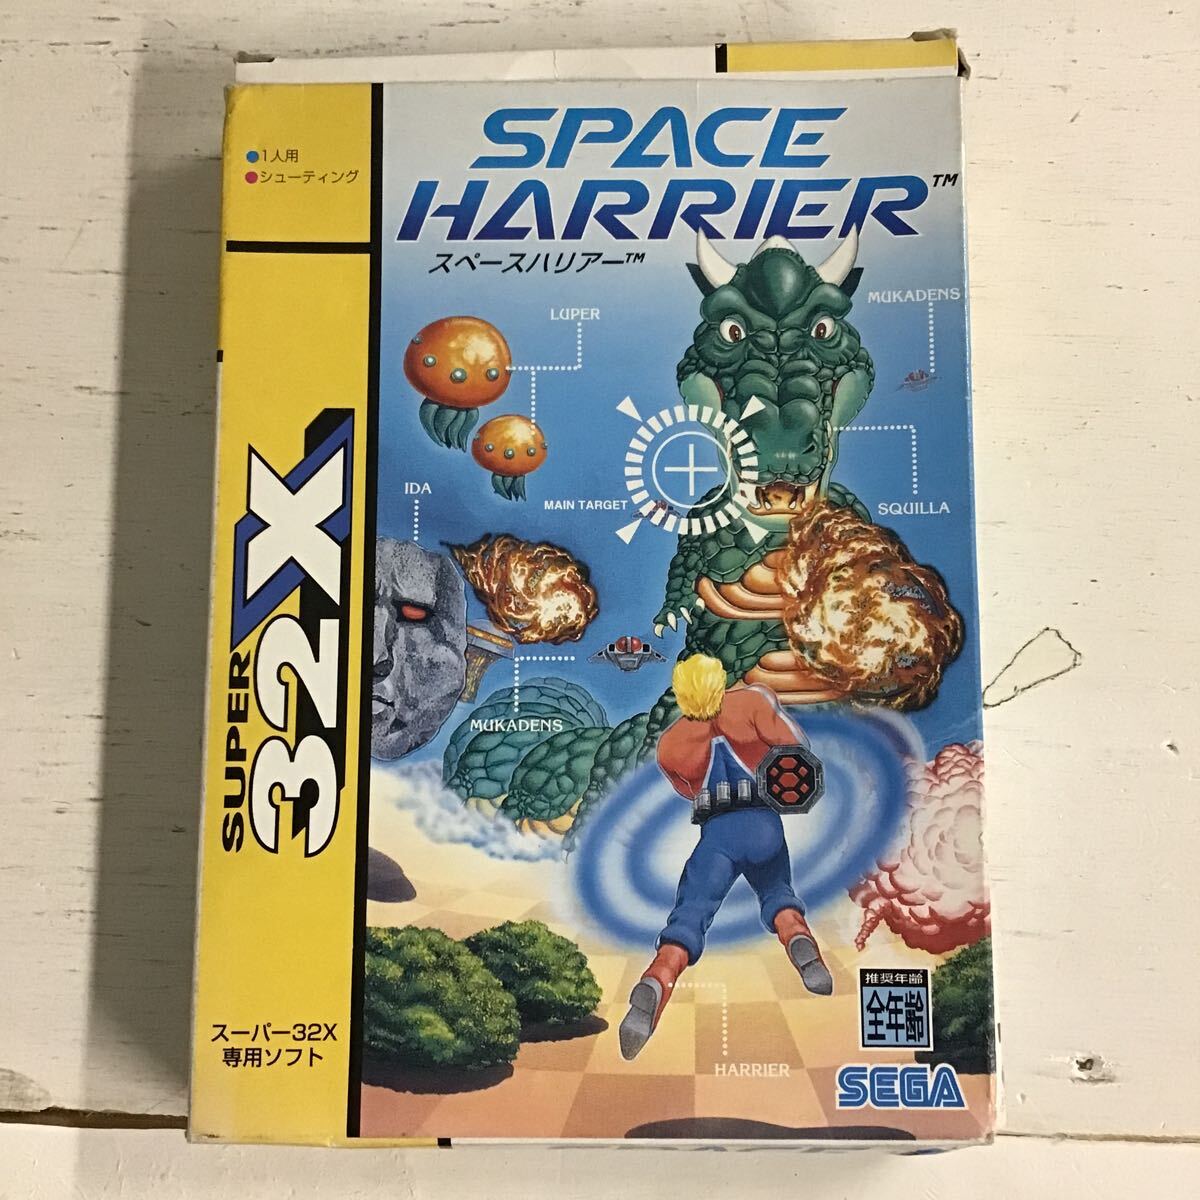 ●1人用
●シューティング
SPACE
HARRIER™
スペースハリアー™
LUPER
MUKADENS
IDA
MAIN TARGET
SQUILLA
MUKADENS
HARRIER
SUPER
32X
スーパー32X
専用ソフト
推奨年齢
全年齢
SEGA